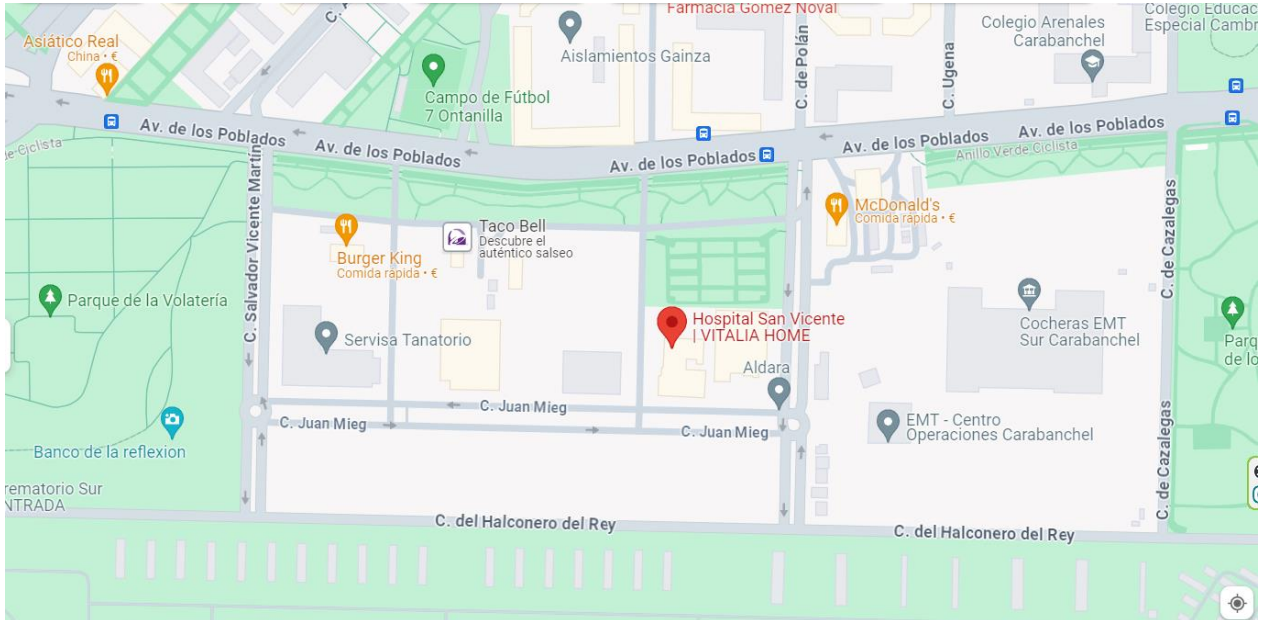 Farmacia Gomez Noval
Colegio Educac
Especial Cambr
Asiático Real
China • €
Aislamientos Gainza
Colegio Arenales
Carabanchel
C. de Polán
C. Ugena
Campo de Fútbol
7 Ontanilla
Av. de los Poblados
Av. de los Poblados
Av. de los Poblados
Av. de los Poblados
Av. de los Poblados
de Ciclista
Anillo Verde Ciclista
C. Salvador Vicente Martín
McDonald's
Comida rápida • €
Taco Bell
Descubre el
auténtico salseo
Burger King
Comida rápida • €
C. de Cazalegas
Parque de la Volatería
Servisa Tanatorio
Hospital San Vicente
| VITALIA HOME
Cocheras EMT
Sur Carabanchel
Parq
de lo
Aldara
C. Juan Mieg
C. Juan Mieg
C. Juan Mieg
EMT - Centro
Operaciones Carabanchel
Banco de la reflexion
C. de Cazalegas
rematorio Sur
NTRADA
C. del Halconero del Rey
C. del Halconero del Rey